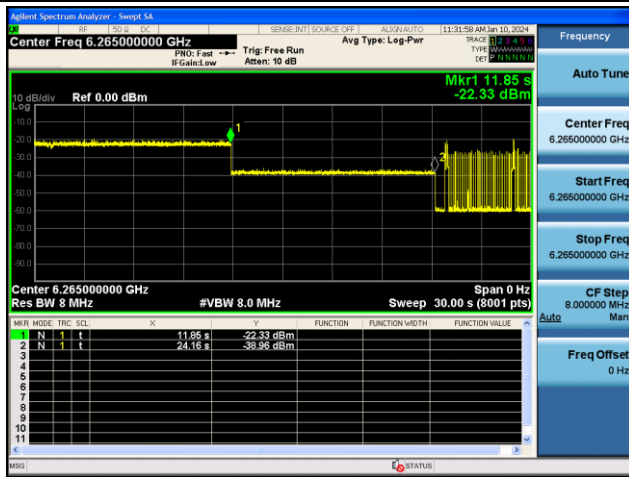 Agilent Spectrum Analyzer - Swept SA
RF 50 Ω DC SENSE:INT SOURCE OFF ALIGN AUTO 11:31:58 AM Jan 10, 2024
Center Freq 6.265000000 GHz
PNO: Fast
IFGain:Low
Trig: Free Run
Atten: 10 dB
Avg Type: Log-Pwr
TRACE 1 2 3 4 5 6
TYPE
DET P N N N N N
Mkr1 11.85 s
-22.33 dBm
10 dB/div Ref 0.00 dBm
Log
-10.0
-20.0
-30.0
-40.0
-50.0
-60.0
-70.0
-80.0
-90.0
1
2
Center 6.265000000 GHz Span 0 Hz
Res BW 8 MHz #VBW 8.0 MHz Sweep 30.00 s (8001 pts)
MKR MODE TRC SCL X Y FUNCTION FUNCTION WIDTH FUNCTION VALUE
1 N 1 t 11.85 s -22.33 dBm
2 N 1 t 24.16 s -38.96 dBm
3
4
5
6
7
8
9
10
11
MSG STATUS
Frequency
Auto Tune
Center Freq
6.265000000 GHz
Start Freq
6.265000000 GHz
Stop Freq
6.265000000 GHz
CF Step
8.000000 MHz
Auto Man
Freq Offset
0 Hz